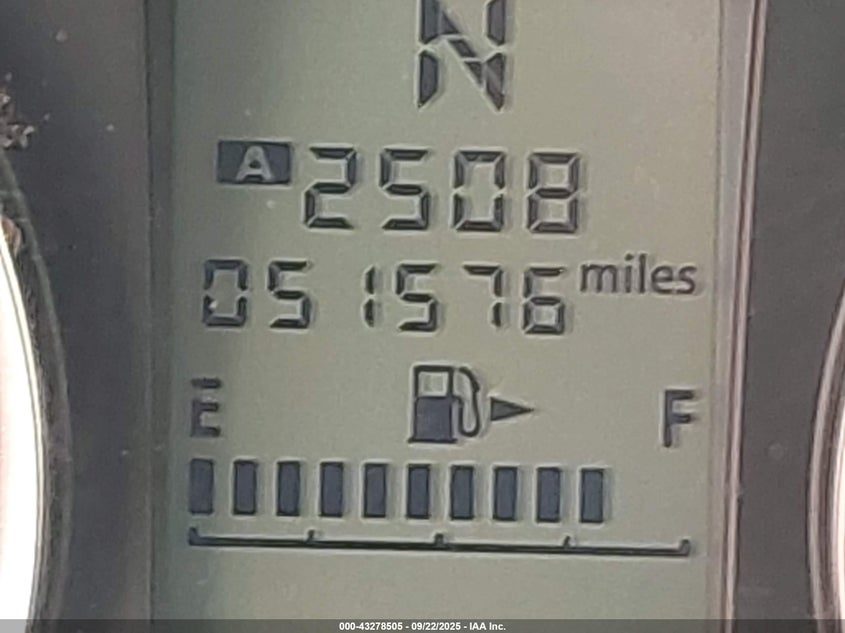 N
A 2508
051576 miles
E F
000-43278505 - 09/22/2025 - IAA Inc.